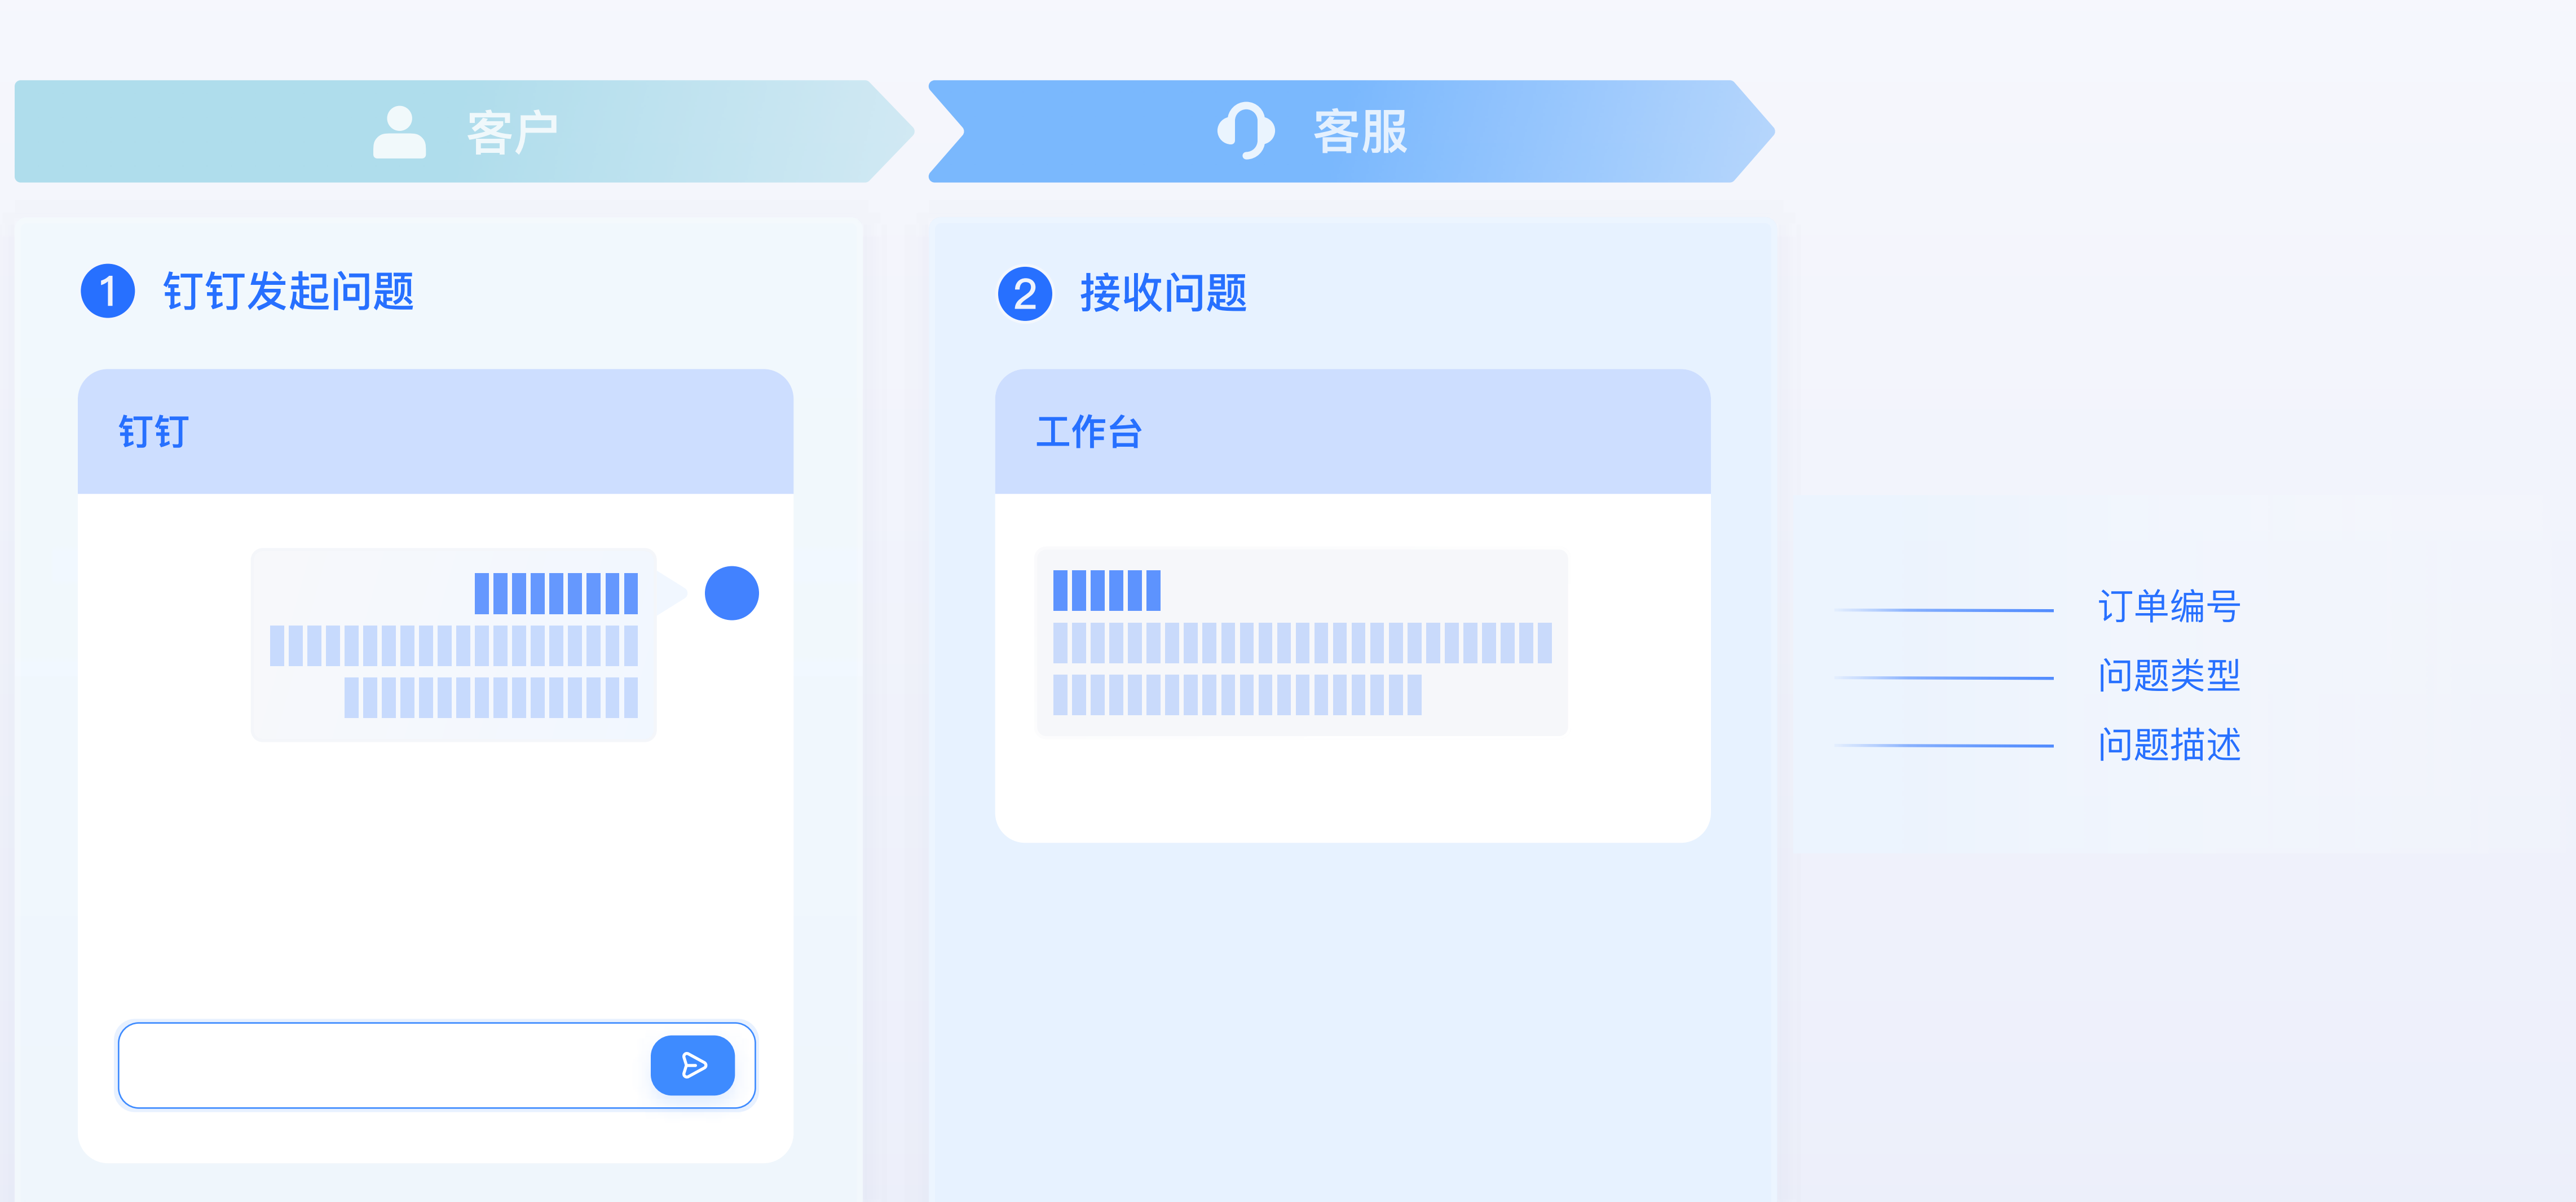 客户
客服
1 钉钉发起问题
2 接收问题
钉钉
工作台
订单编号
问题类型
问题描述